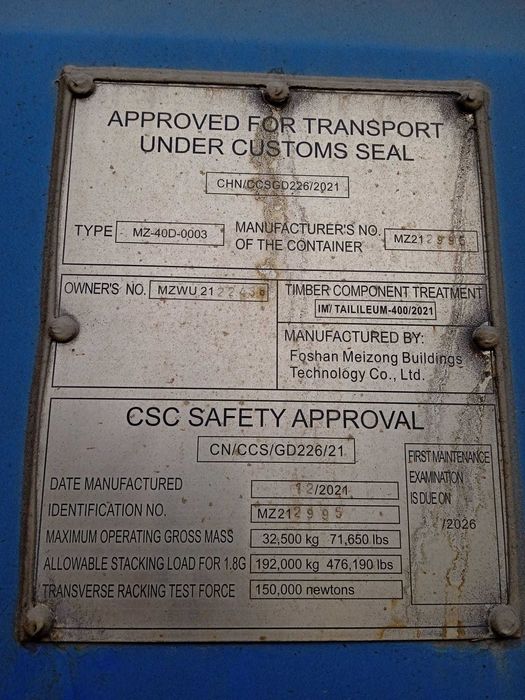 APPROVED FOR TRANSPORT
UNDER CUSTOMS SEAL
CHN/CCSGD226/2021
TYPE MZ-40D-0003
MANUFACTURER'S NO.
OF THE CONTAINER MZ212995
OWNER'S NO.
TIMBER COMPONENT TREATMENT
IM/ TAILILEUM-400/2021
MANUFACTURED BY:
Foshan Meizong Buildings
Technology Co., Ltd.
CSC SAFETY APPROVAL
CN/CCS/GD226/21
DATE MANUFACTURED 12/2021
IDENTIFICATION NO. MZ212995
MAXIMUM OPERATING GROSS MASS 32,500 kg 71,650 lbs
ALLOWABLE STACKING LOAD FOR 1.8G 192,000 kg 476,190 lbs
TRANSVERSE RACKING TEST FORCE 150,000 newtons
FIRST MAINTENANCE
EXAMINATION
IS DUE ON
/2026